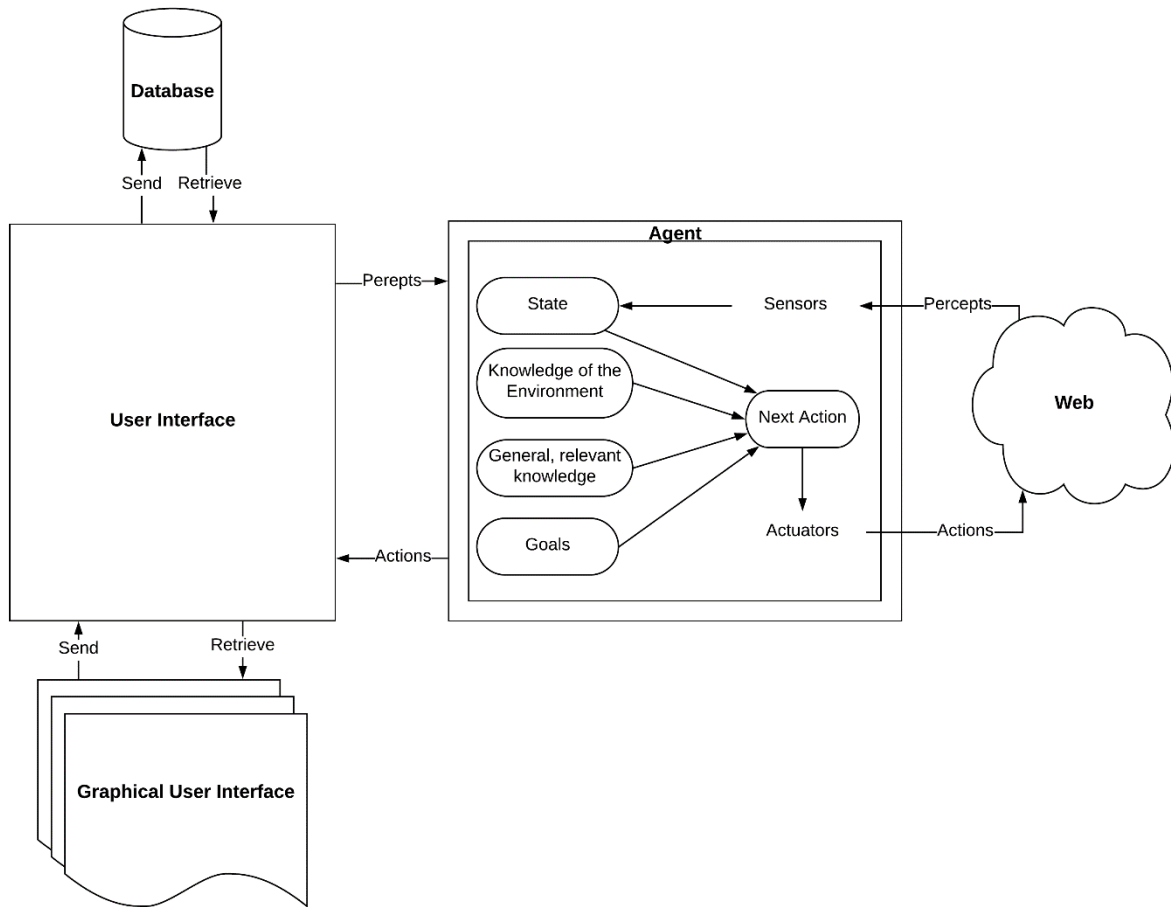 Database
Send
Retrieve
Agent
Perepts
State
Sensors
Percepts
Knowledge of the
Environment
User Interface
Next Action
Web
General, relevant
knowledge
Goals
Actuators
Actions
Actions
Send
Retrieve
Graphical User Interface